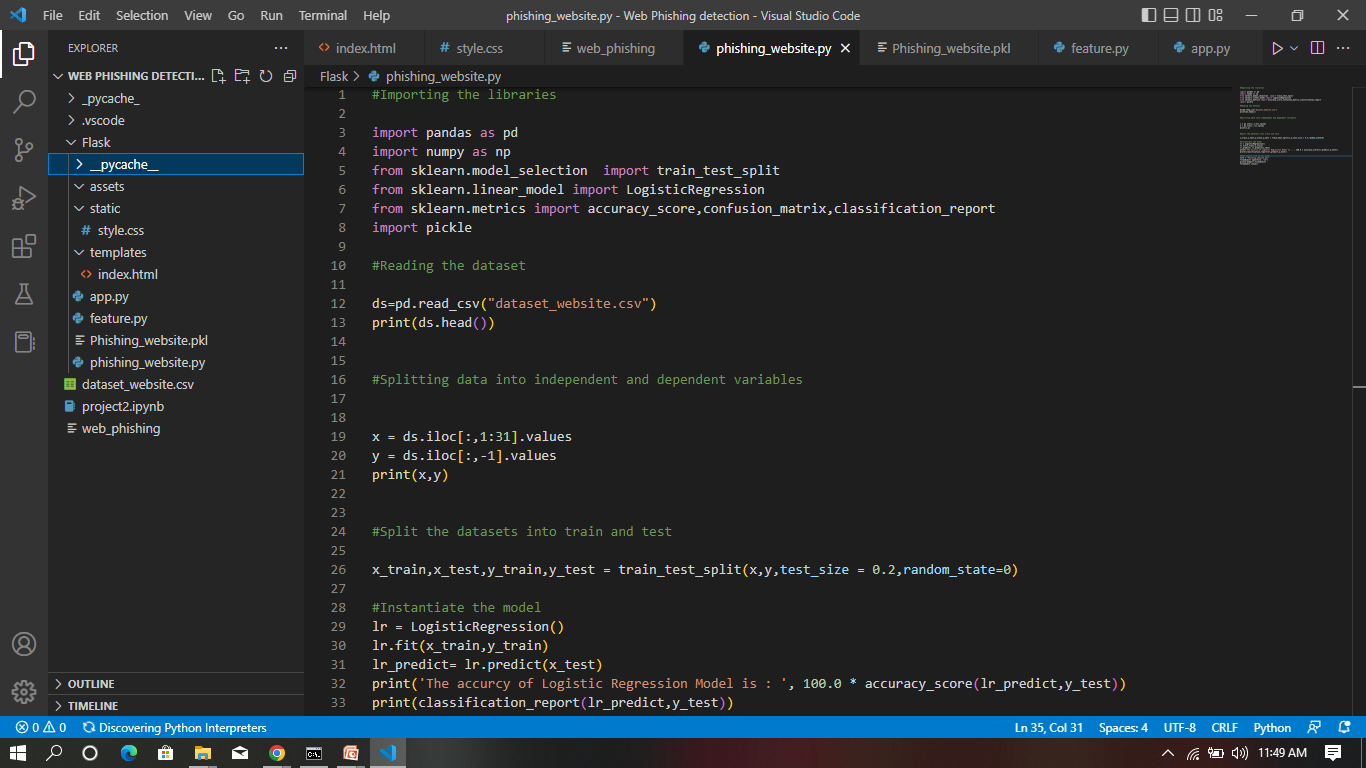 File Edit Selection View Go Run Terminal Help phishing_website.py - Web Phishing detection - Visual Studio Code
EXPLORER
index.html style.css web_phishing phishing_website.py Phishing_website.pkl feature.py app.py
WEB PHISHING DETECTI...
_pycache_
.vscode
Flask
__pycache__
assets
static
style.css
templates
index.html
app.py
feature.py
Phishing_website.pkl
phishing_website.py
dataset_website.csv
project2.ipynb
web_phishing
OUTLINE
TIMELINE
Flask > phishing_website.py
1 #Importing the libraries
2
3 import pandas as pd
4 import numpy as np
5 from sklearn.model_selection  import train_test_split
6 from sklearn.linear_model import LogisticRegression
7 from sklearn.metrics import accuracy_score,confusion_matrix,classification_report
8 import pickle
9
10 #Reading the dataset
11
12 ds=pd.read_csv("dataset_website.csv")
13 print(ds.head())
14
15
16 #Splitting data into independent and dependent variables
17
18
19 x = ds.iloc[:,1:31].values
20 y = ds.iloc[:,-1].values
21 print(x,y)
22
23
24 #Split the datasets into train and test
25
26 x_train,x_test,y_train,y_test = train_test_split(x,y,test_size = 0.2,random_state=0)
27
28 #Instantiate the model
29 lr = LogisticRegression()
30 lr.fit(x_train,y_train)
31 lr_predict= lr.predict(x_test)
32 print('The accurcy of Logistic Regression Model is : ', 100.0 * accuracy_score(lr_predict,y_test))
33 print(classification_report(lr_predict,y_test))
0 0 Discovering Python Interpreters Ln 35, Col 31 Spaces: 4 UTF-8 CRLF Python
11:49 AM